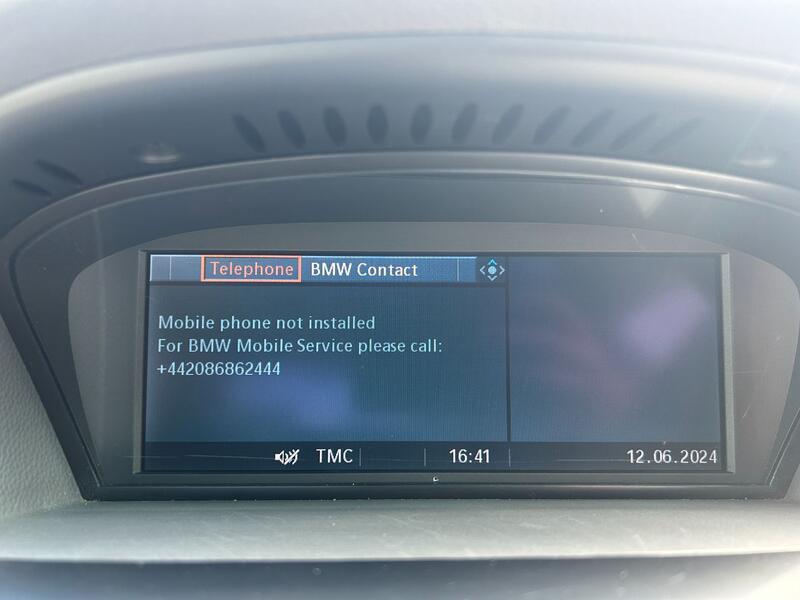 Telephone BMW Contact
Mobile phone not installed
For BMW Mobile Service please call:
+442086862444
TMC 16:41 12.06.2024